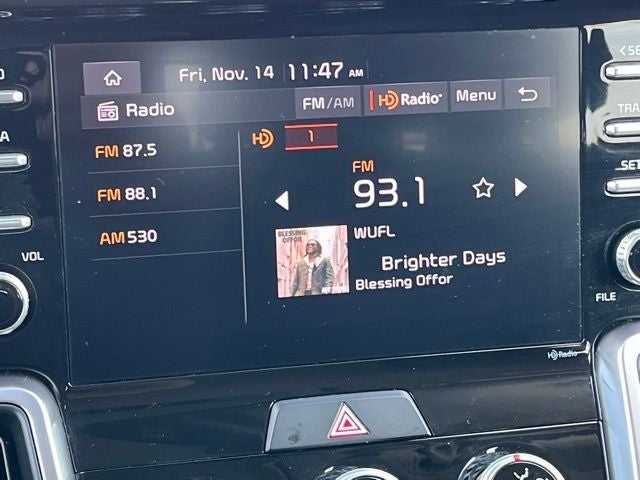 Fri, Nov. 14 11:47 AM
Radio FM/AM HD Radio Menu
FM 87.5
FM 88.1
AM 530
HD 1
FM
93.1
WUFL
BLESSING
OFFOR
Brighter Days
Blessing Offor
HD Radio
VOL
FILE